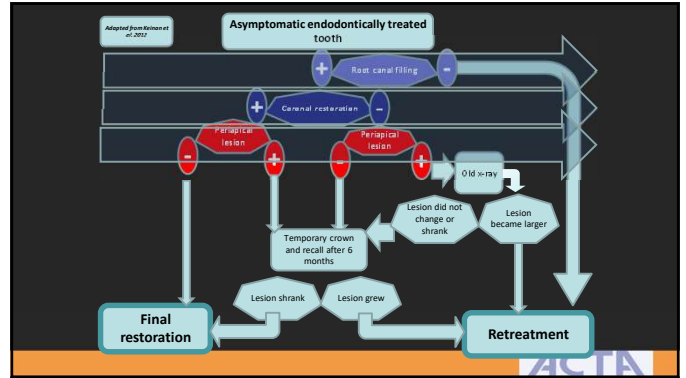 Adapted from Keinan et
al. 2012
Asymptomatic endodontically treated
tooth
+
Root canal filling
-
+
Coronal restoration
-
Periapical
lesion
Periapical
lesion
-
+
-
+
Old x-ray
Lesion did not
change or
shrank
Lesion
became larger
Temporary crown
and recall after 6
months
Lesion shrank
Lesion grew
Final
restoration
Retreatment
ACTA